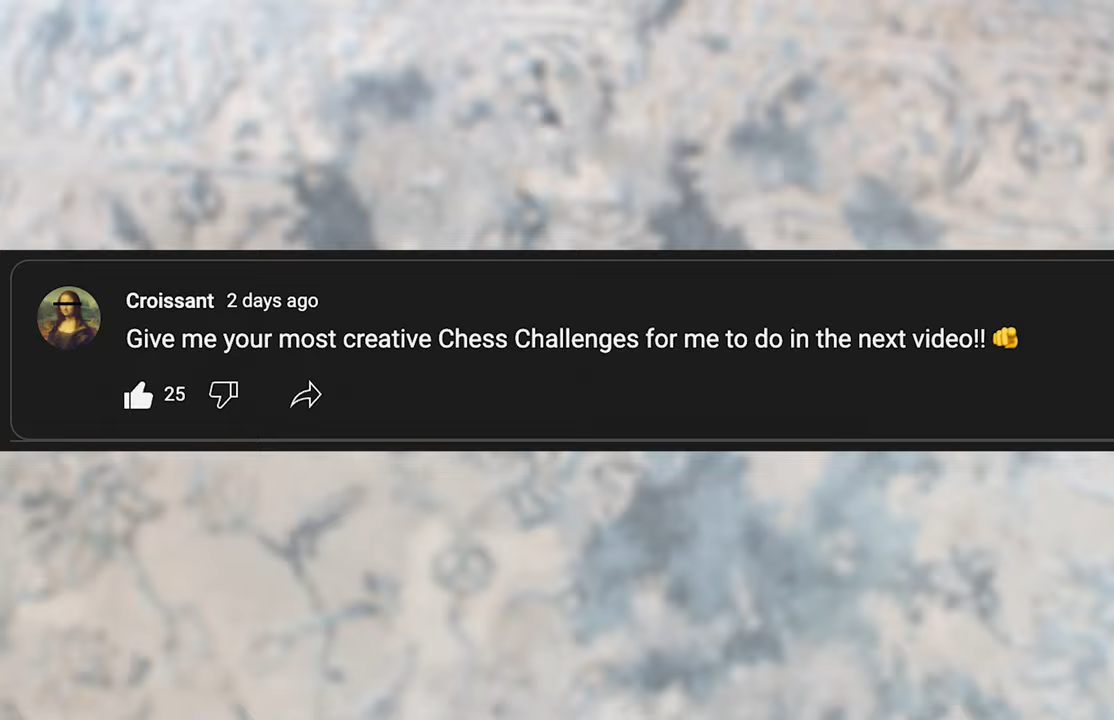 Croissant 2 days ago
Give me your most creative Chess Challenges for me to do in the next video!! 🫵
25